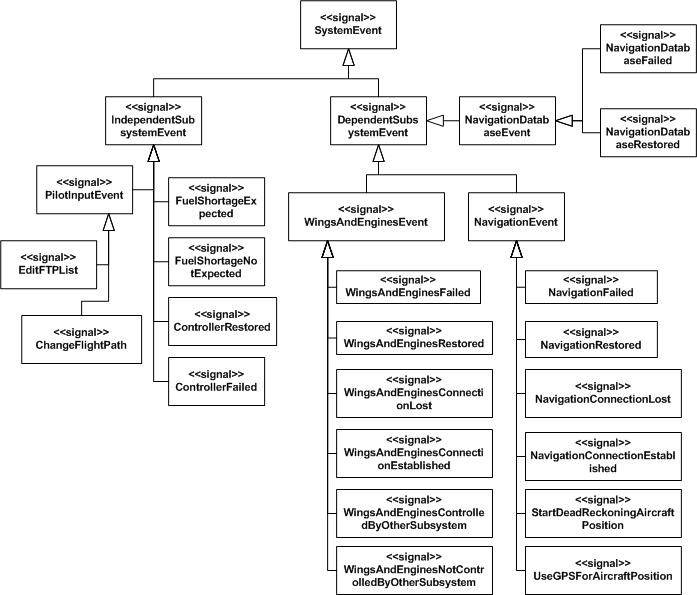 <<signal>>
SystemEvent
<<signal>>
NavigationDatab
aseFailed
<<signal>>
IndependentSub
systemEvent
<<signal>>
DependentSubs
ystemEvent
<<signal>>
NavigationDatab
aseEvent
<<signal>>
NavigationDatab
aseRestored
<<signal>>
PilotInputEvent
<<signal>>
FuelShortageEx
pected
<<signal>>
WingsAndEnginesEvent
<<signal>>
NavigationEvent
<<signal>>
EditFTPList
<<signal>>
FuelShortageNo
tExpected
<<signal>>
WingsAndEnginesFailed
<<signal>>
NavigationFailed
<<signal>>
ChangeFlightPath
<<signal>>
ControllerRestored
<<signal>>
WingsAndEnginesRestored
<<signal>>
NavigationRestored
<<signal>>
ControllerFailed
<<signal>>
WingsAndEnginesConnecti
onLost
<<signal>>
NavigationConnectionLost
<<signal>>
WingsAndEnginesConnecti
onEstablished
<<signal>>
NavigationConnectionEstabl
ished
<<signal>>
WingsAndEnginesControlle
dByOtherSubsystem
<<signal>>
StartDeadReckoningAircraft
Position
<<signal>>
WingsAndEnginesNotContr
olledByOtherSubsystem
<<signal>>
UseGPSForAircraftPosition